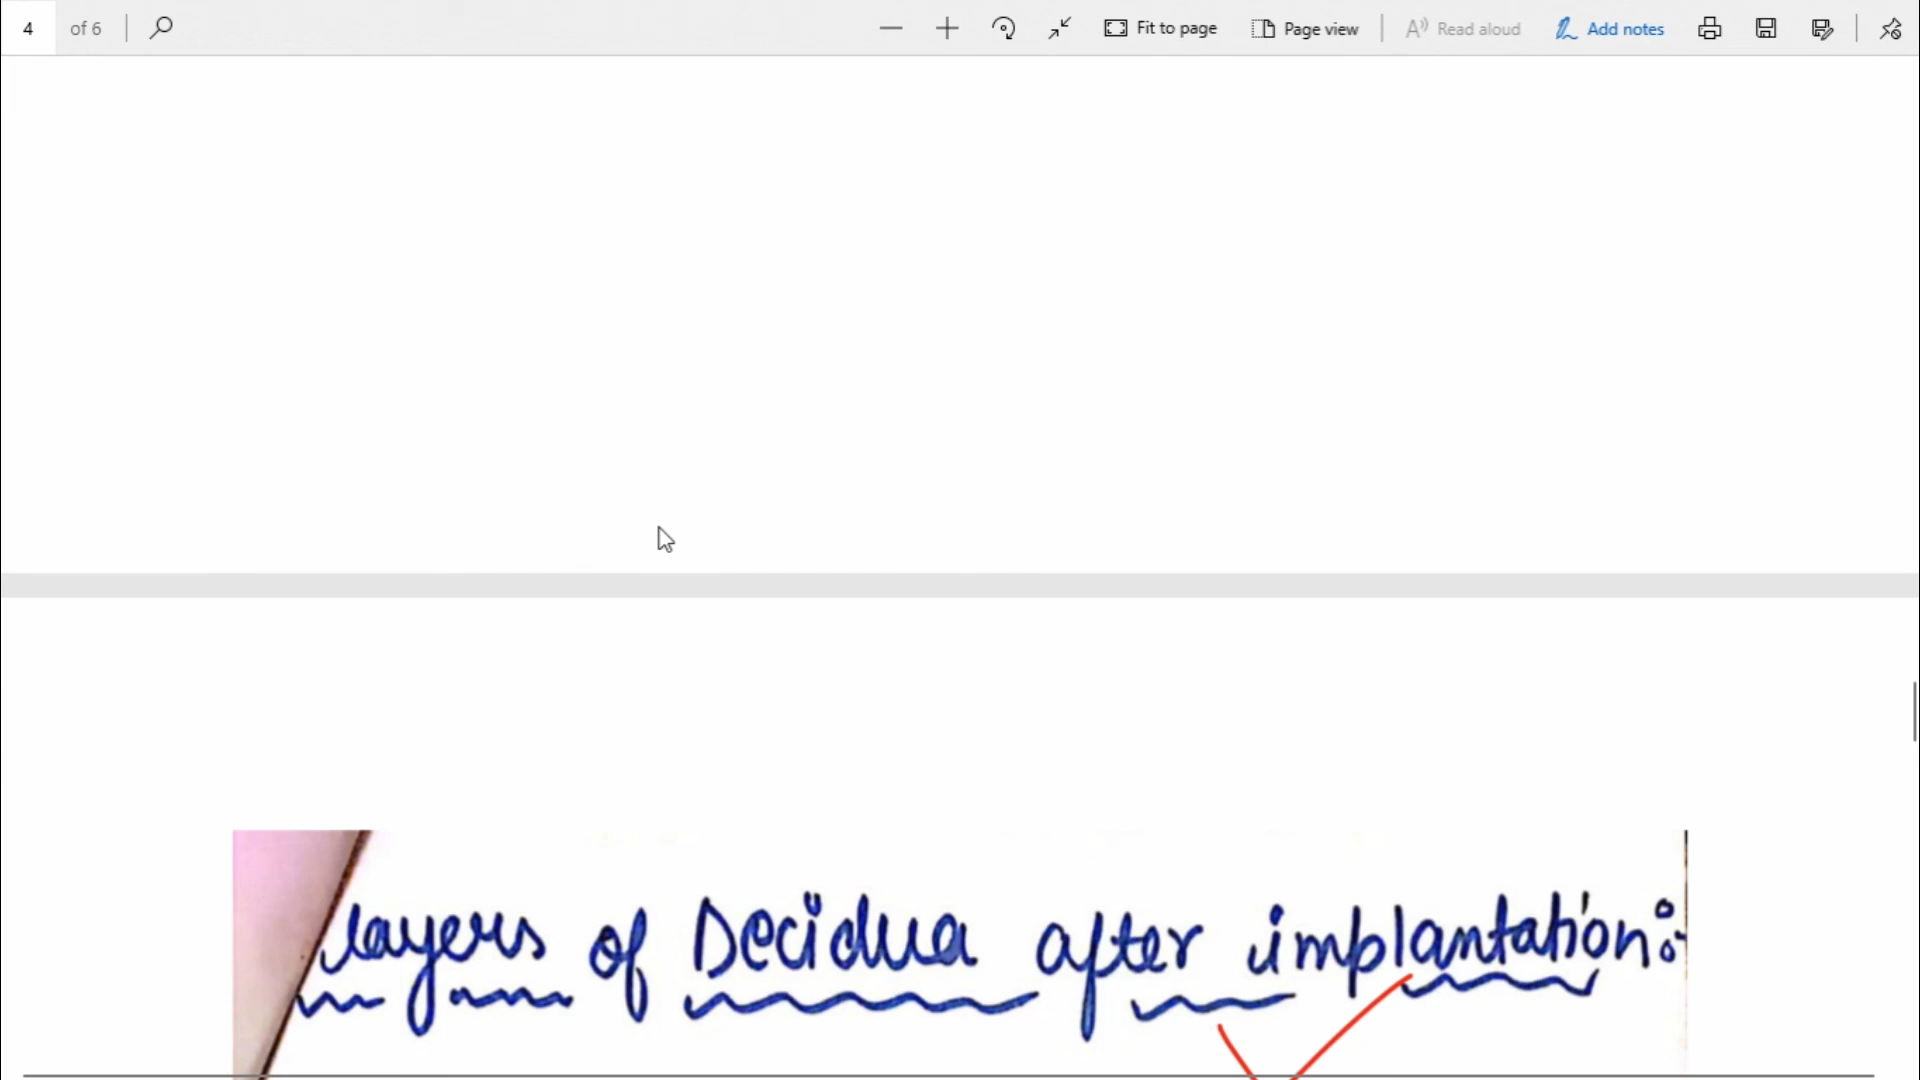 4 of 6 Fit to page Page view Read aloud Add notes
layers of Decidua after implantation: